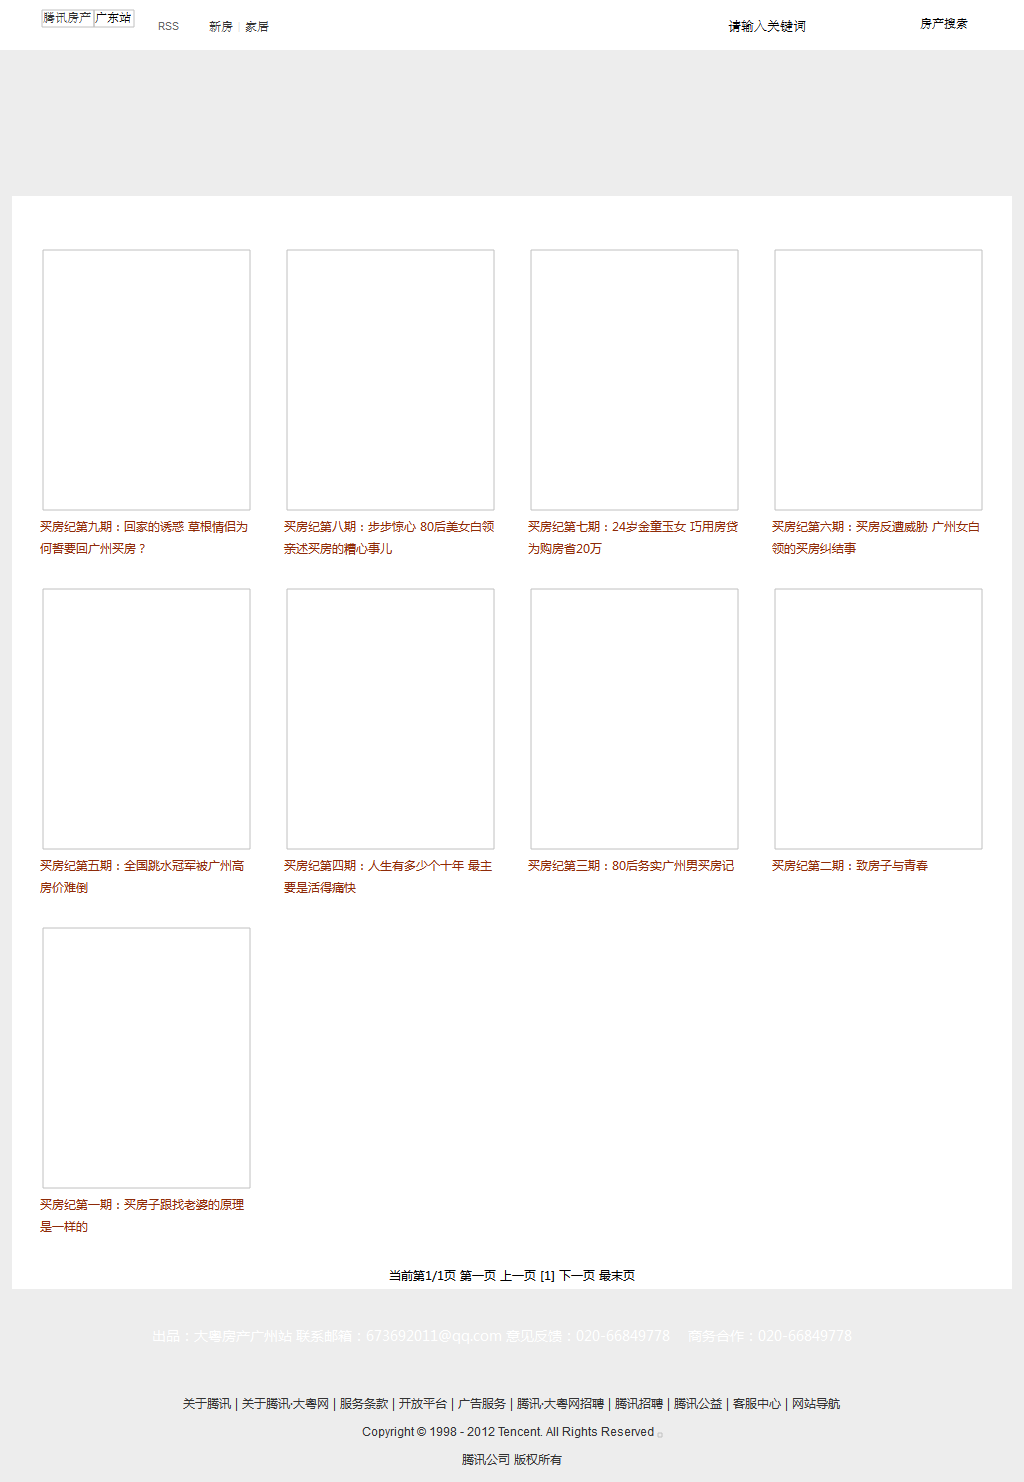 腾讯房产 广东站
RSS
新房 | 家居
请输入关键词
房产搜索
买房纪第九期：回家的诱惑 草根情侣为
何誓要回广州买房？
买房纪第八期：步步惊心 80后美女白领
亲述买房的糟心事儿
买房纪第七期：24岁金童玉女 巧用房贷
为购房省20万
买房纪第六期：买房反遭威胁 广州女白
领的买房纠结事
买房纪第五期：全国跳水冠军被广州高
房价难倒
买房纪第四期：人生有多少个十年 最主
要是活得痛快
买房纪第三期：80后务实广州男买房记
买房纪第二期：致房子与青春
买房纪第一期：买房子跟找老婆的原理
是一样的
当前第1/1页 第一页 上一页 [1] 下一页 最末页
出品：大粤房产广州站 联系邮箱：673692011@qq.com 意见反馈：020-66849778 商务合作：020-66849778
关于腾讯 | 关于腾讯·大粤网 | 服务条款 | 开放平台 | 广告服务 | 腾讯·大粤网招聘 | 腾讯招聘 | 腾讯公益 | 客服中心 | 网站导航
Copyright © 1998 - 2012 Tencent. All Rights Reserved 。
腾讯公司 版权所有